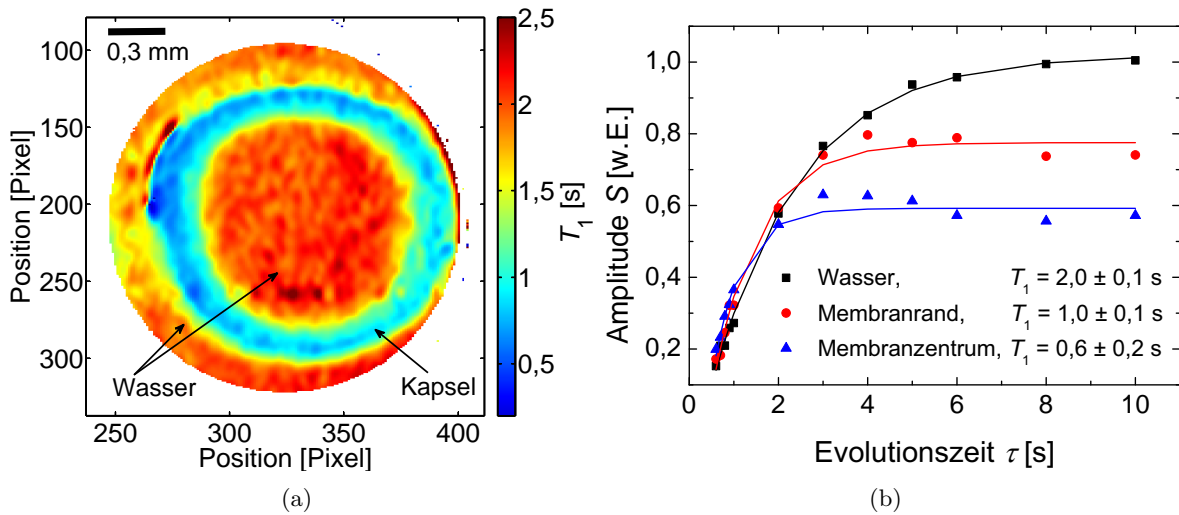 0,3 mm
100
150
200
250
300
Position [Pixel]
250
300
350
400
Position [Pixel]
Wasser
Kapsel
2,5
2
1,5
1
0,5
T1 [s]
(a)
1,0
0,8
0,6
0,4
0,2
Amplitude S [w.E.]
Wasser, T1 = 2,0 ± 0,1 s
Membranrand, T1 = 1,0 ± 0,1 s
Membranzentrum, T1 = 0,6 ± 0,2 s
0 2 4 6 8 10
Evolutionszeit τ [s]
(b)